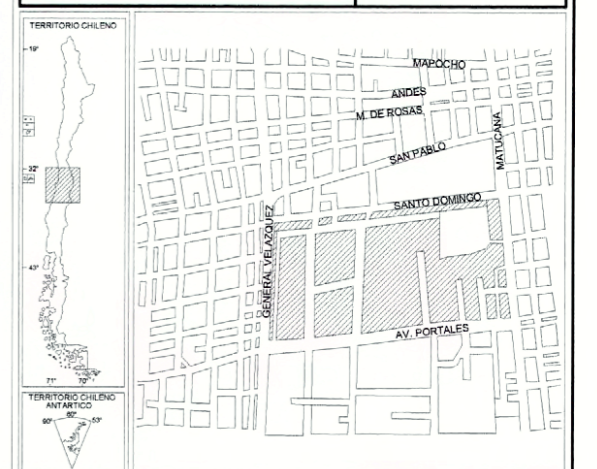 TERRITORIO CHILENO
19°
32°
43°
71° 70°
TERRITORIO CHILENO
ANTARTICO
90° 60° 53°
MAPOCHO
ANDES
M. DE ROSAS
MATUCANA
SAN PABLO
SANTO DOMINGO
GENERAL VELAZQUEZ
AV. PORTALES